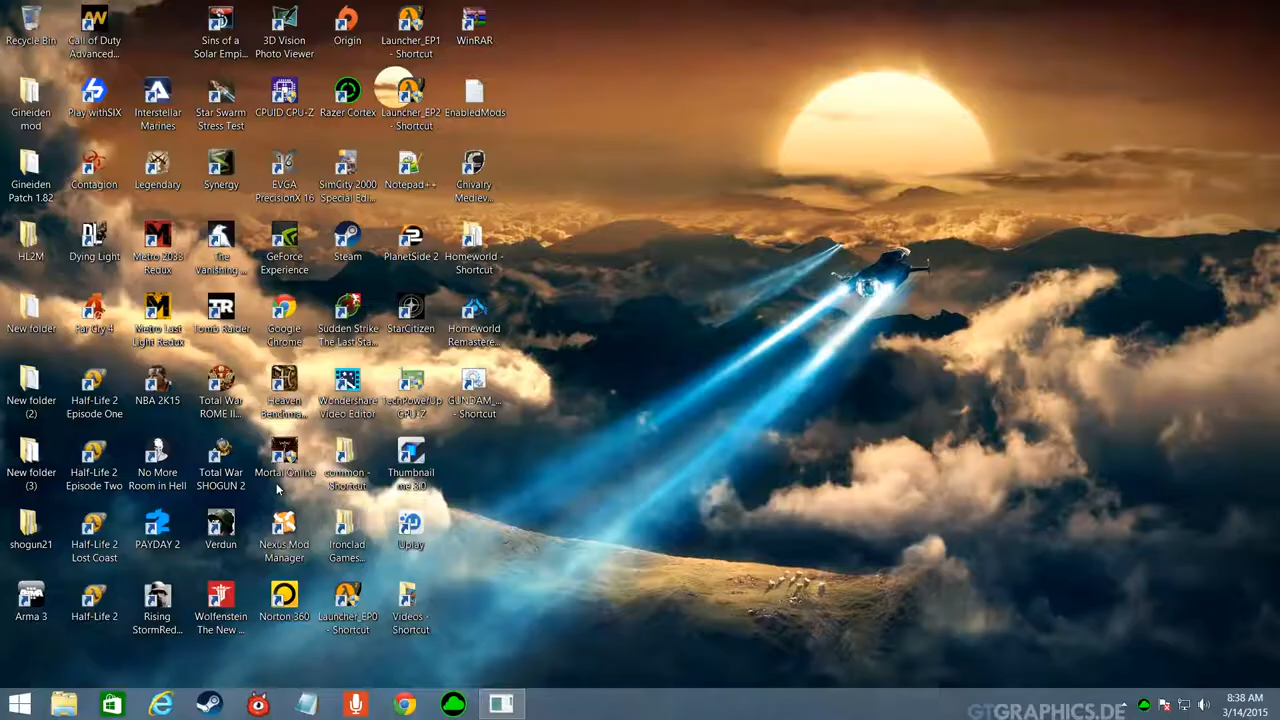 Recycle Bin
Call of Duty
Advanced...
Sins of a
Solar Empi...
3D Vision
Photo Viewer
Origin
Launcher_EP1
- Shortcut
WinRAR
Gineiden
mod
Play withSIX
Interstellar
Marines
Star Swarm
Stress Test
CPUID CPU-Z
Razer Cortex
Launcher_EP2
- Shortcut
EnabledMods
Gineiden
Patch 1.82
Contagion
Legendary
Synergy
EVGA
PrecisionX 16
SimCity 2000
Special Edi...
Notepad++
Chivalry
Mediev...
HL2M
Dying Light
Metro 2033
Redux
The
Vanishing ...
GeForce
Experience
Steam
PlanetSide 2
Homeworld -
Shortcut
New folder
Far Cry 4
Metro Last
Light Redux
Tomb Raider
Google
Chrome
Sudden Strike
The Last Sta...
StarCitizen
Homeworld
Remastere...
New folder
(2)
Half-Life 2
Episode One
NBA 2K15
Total War
ROME II...
Heaven
Benchma...
Wondershare
Video Editor
TechPowerUp
GPU-Z
GUNDAM_...
- Shortcut
New folder
(3)
Half-Life 2
Episode Two
No More
Room in Hell
Total War
SHOGUN 2
Mortal Online
common -
Shortcut
Thumbnail
me 3.0
shogun21
Half-Life 2
Lost Coast
PAYDAY 2
Verdun
Nexus Mod
Manager
Ironclad
Games...
Uplay
Arma 3
Half-Life 2
Rising
StormRed...
Wolfenstein
The New ...
Norton 360
Launcher_EP0
- Shortcut
Videos -
Shortcut
8:38 AM
3/14/2015
GTGRAPHICS.DE